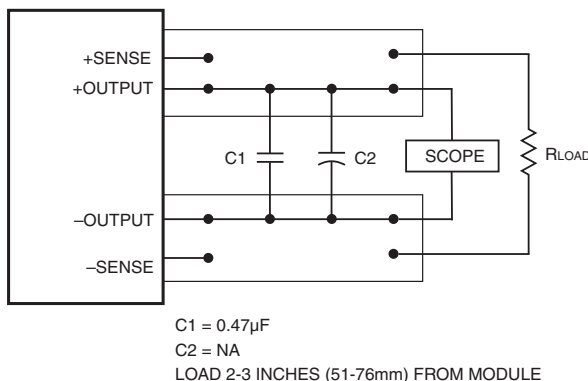 +SENSE
+OUTPUT
C1
C2
SCOPE
RLOAD
–OUTPUT
–SENSE
C1 = 0.47µF
C2 = NA
LOAD 2-3 INCHES (51-76mm) FROM MODULE